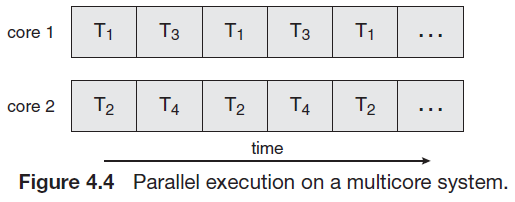 core 1 T1 T3 T1 T3 T1 ...
core 2 T2 T4 T2 T4 T2 ...
time
Figure 4.4 Parallel execution on a multicore system.